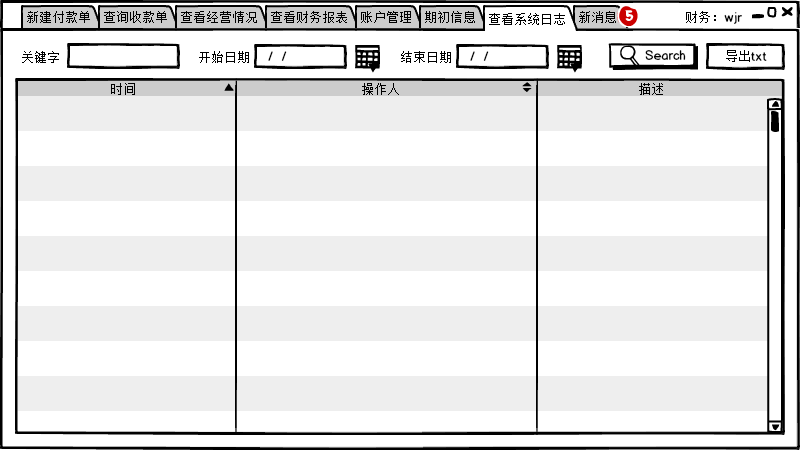 新建付款单 查询收款单 查看经营情况 查看财务报表 账户管理 期初信息 查看系统日志 新消息 5 财务：wjr
关键字 开始日期 / / 结束日期 / / Search 导出txt
时间 操作人 描述